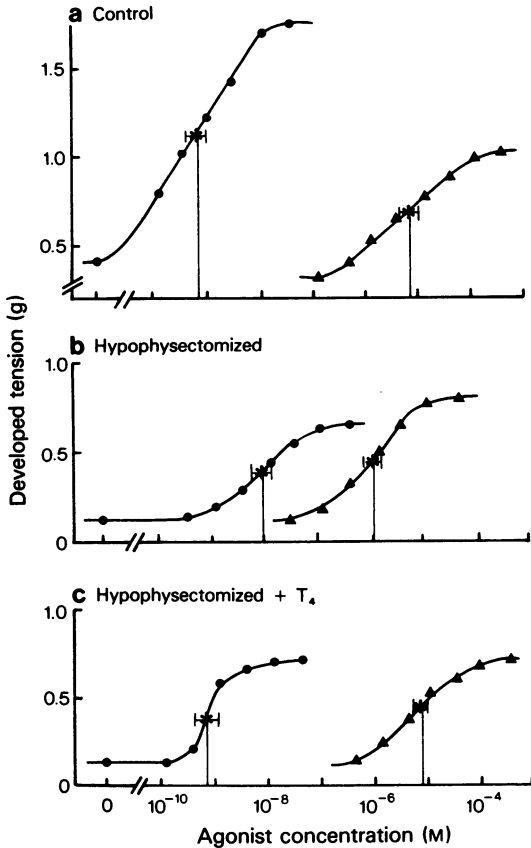 a Control
1.5
1.0
0.5
b Hypophysectomized
1.0
0.5
0
c Hypophysectomized + T₄
1.0
0.5
0
0 10⁻¹⁰ 10⁻⁸ 10⁻⁶ 10⁻⁴
Agonist concentration (M)
Developed tension (g)